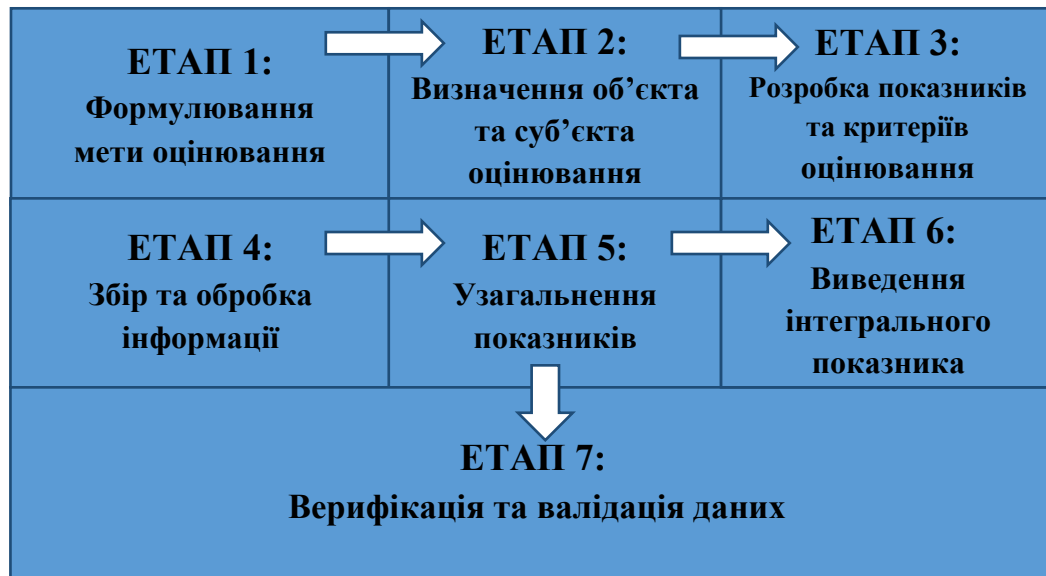 ЕТАП 1:
Формулювання
мети оцінювання
ЕТАП 2:
Визначення об’єкта
та суб’єкта
оцінювання
ЕТАП 3:
Розробка показників
та критеріїв
оцінювання
ЕТАП 4:
Збір та обробка
інформації
ЕТАП 5:
Узагальнення
показників
ЕТАП 6:
Виведення
інтегрального
показника
ЕТАП 7:
Верифікація та валідація даних